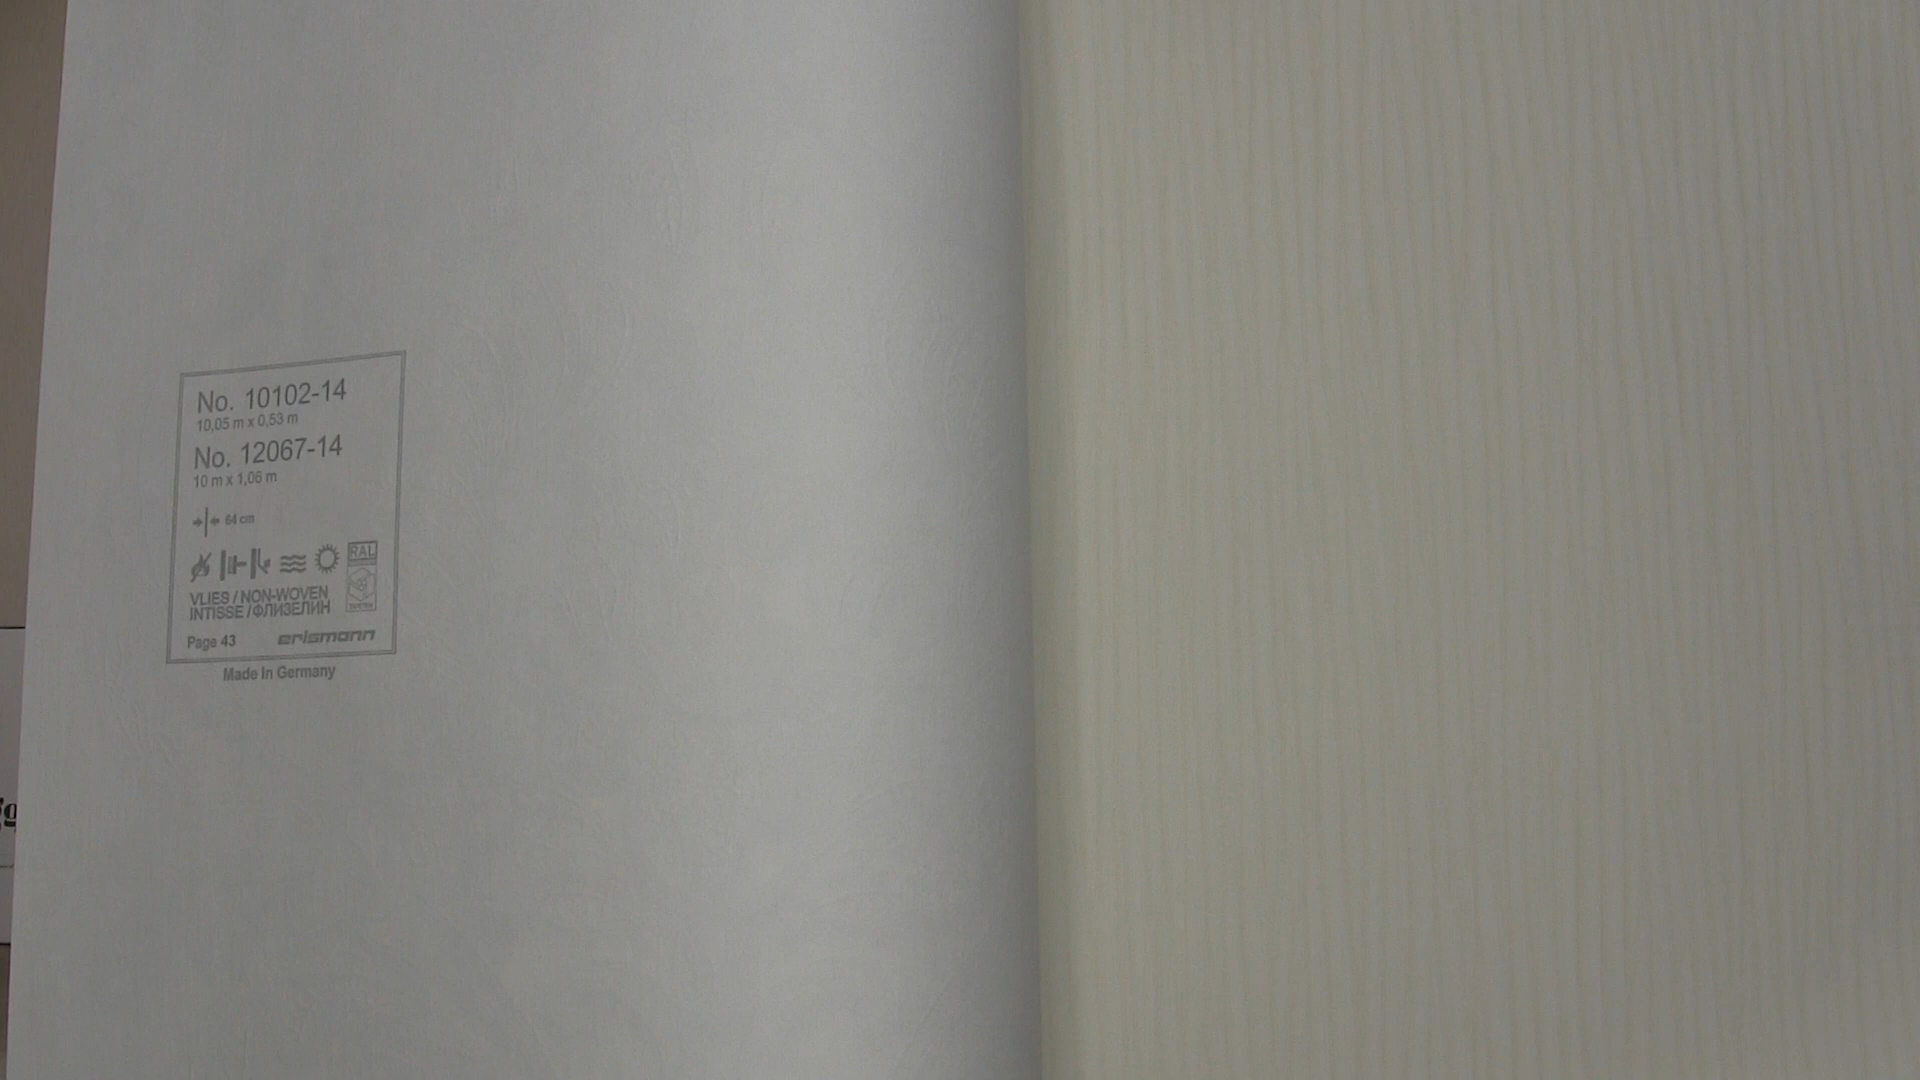 No. 10102-14
10,05 m x 0,53 m
No. 12067-14
10 m x 1,06 m
64 cm
RAL
VLIES / NON-WOVEN
INTISSE / ФЛИЗЕЛИН
Page 43 erismann
Made in Germany